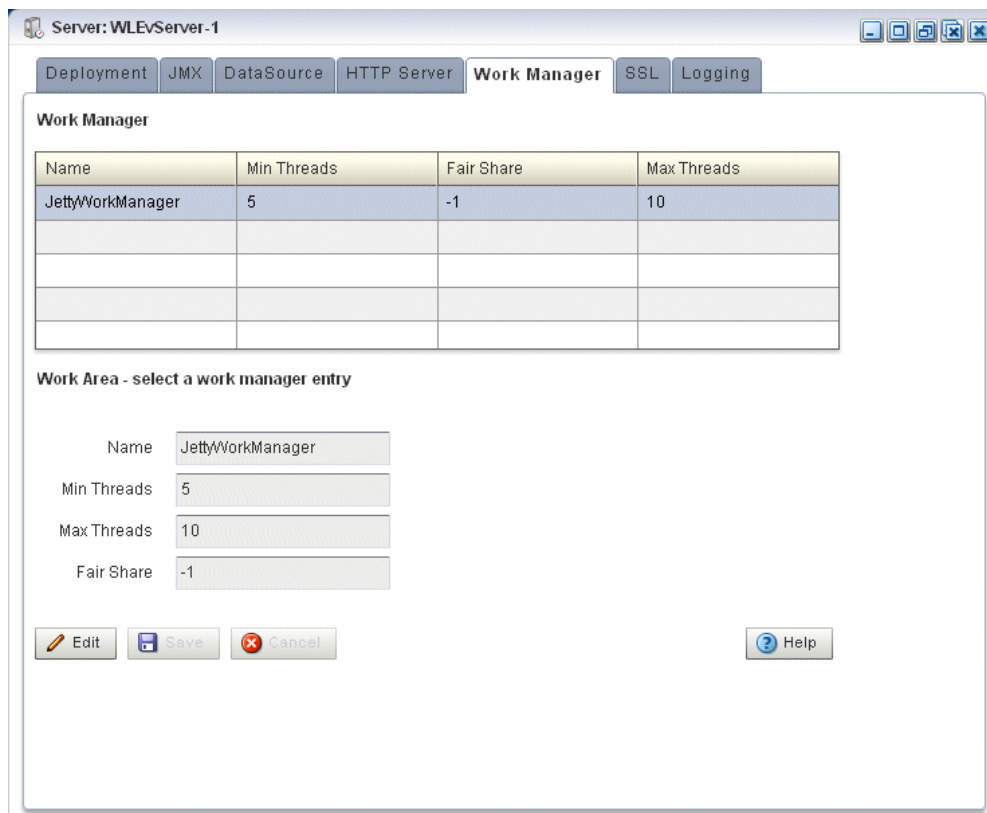 Server: WLEvServer-1
Deployment JMX DataSource HTTP Server Work Manager SSL Logging
Work Manager
Name Min Threads Fair Share Max Threads
JettyWorkManager 5 -1 10
Work Area - select a work manager entry
Name JettyWorkManager
Min Threads 5
Max Threads 10
Fair Share -1
Edit Save Cancel Help